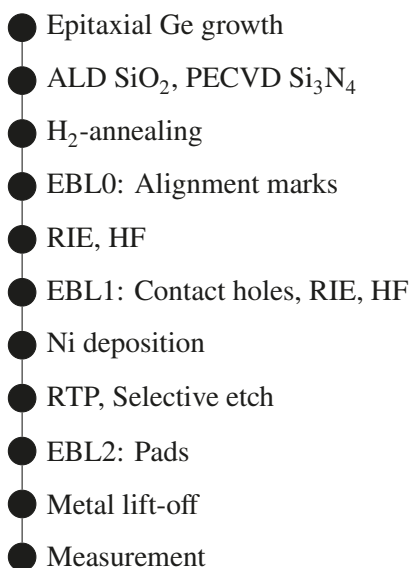 Epitaxial Ge growth
ALD SiO₂, PECVD Si₃N₄
H₂-annealing
EBL0: Alignment marks
RIE, HF
EBL1: Contact holes, RIE, HF
Ni deposition
RTP, Selective etch
EBL2: Pads
Metal lift-off
Measurement